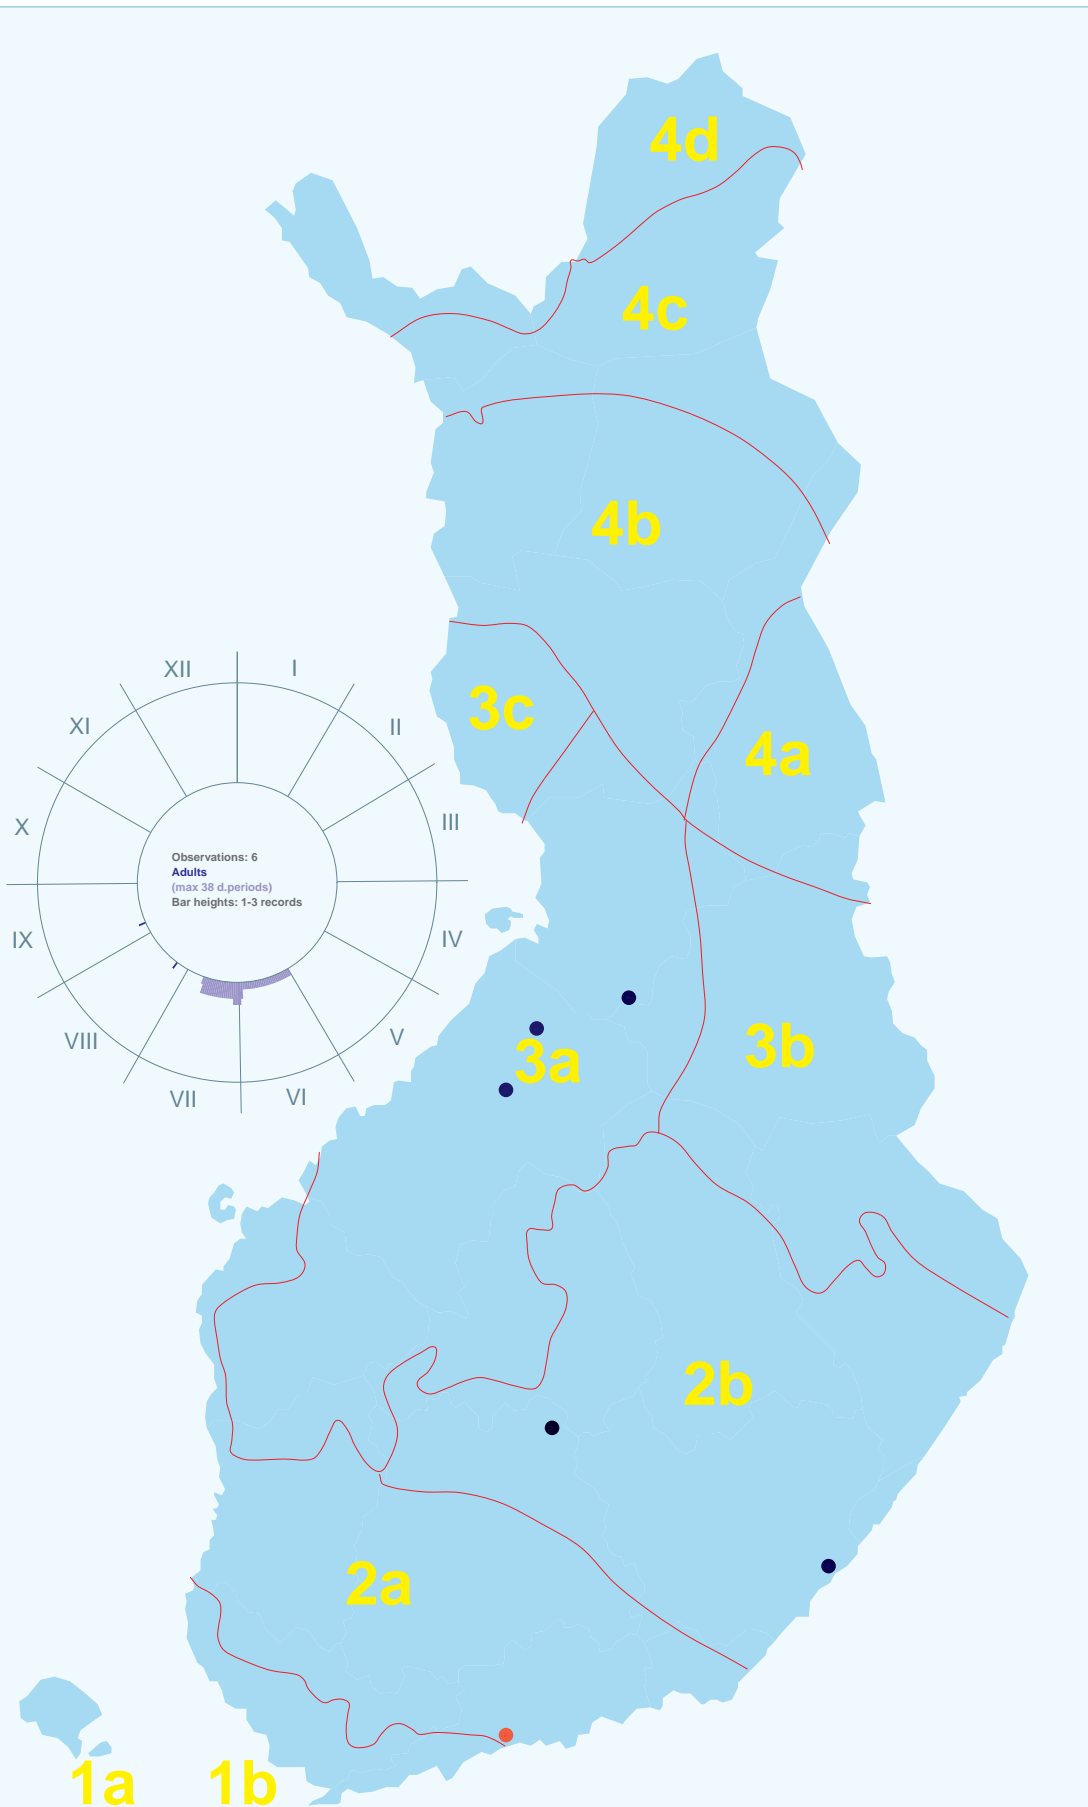 4d
4c
4b
3c
4a
XII
I
XI
II
X
III
Observations: 6
Adults
(max 38 d.periods)
Bar heights: 1-3 records
IX
IV
VIII
V
VII
VI
3a
3b
2b
2a
1a
1b